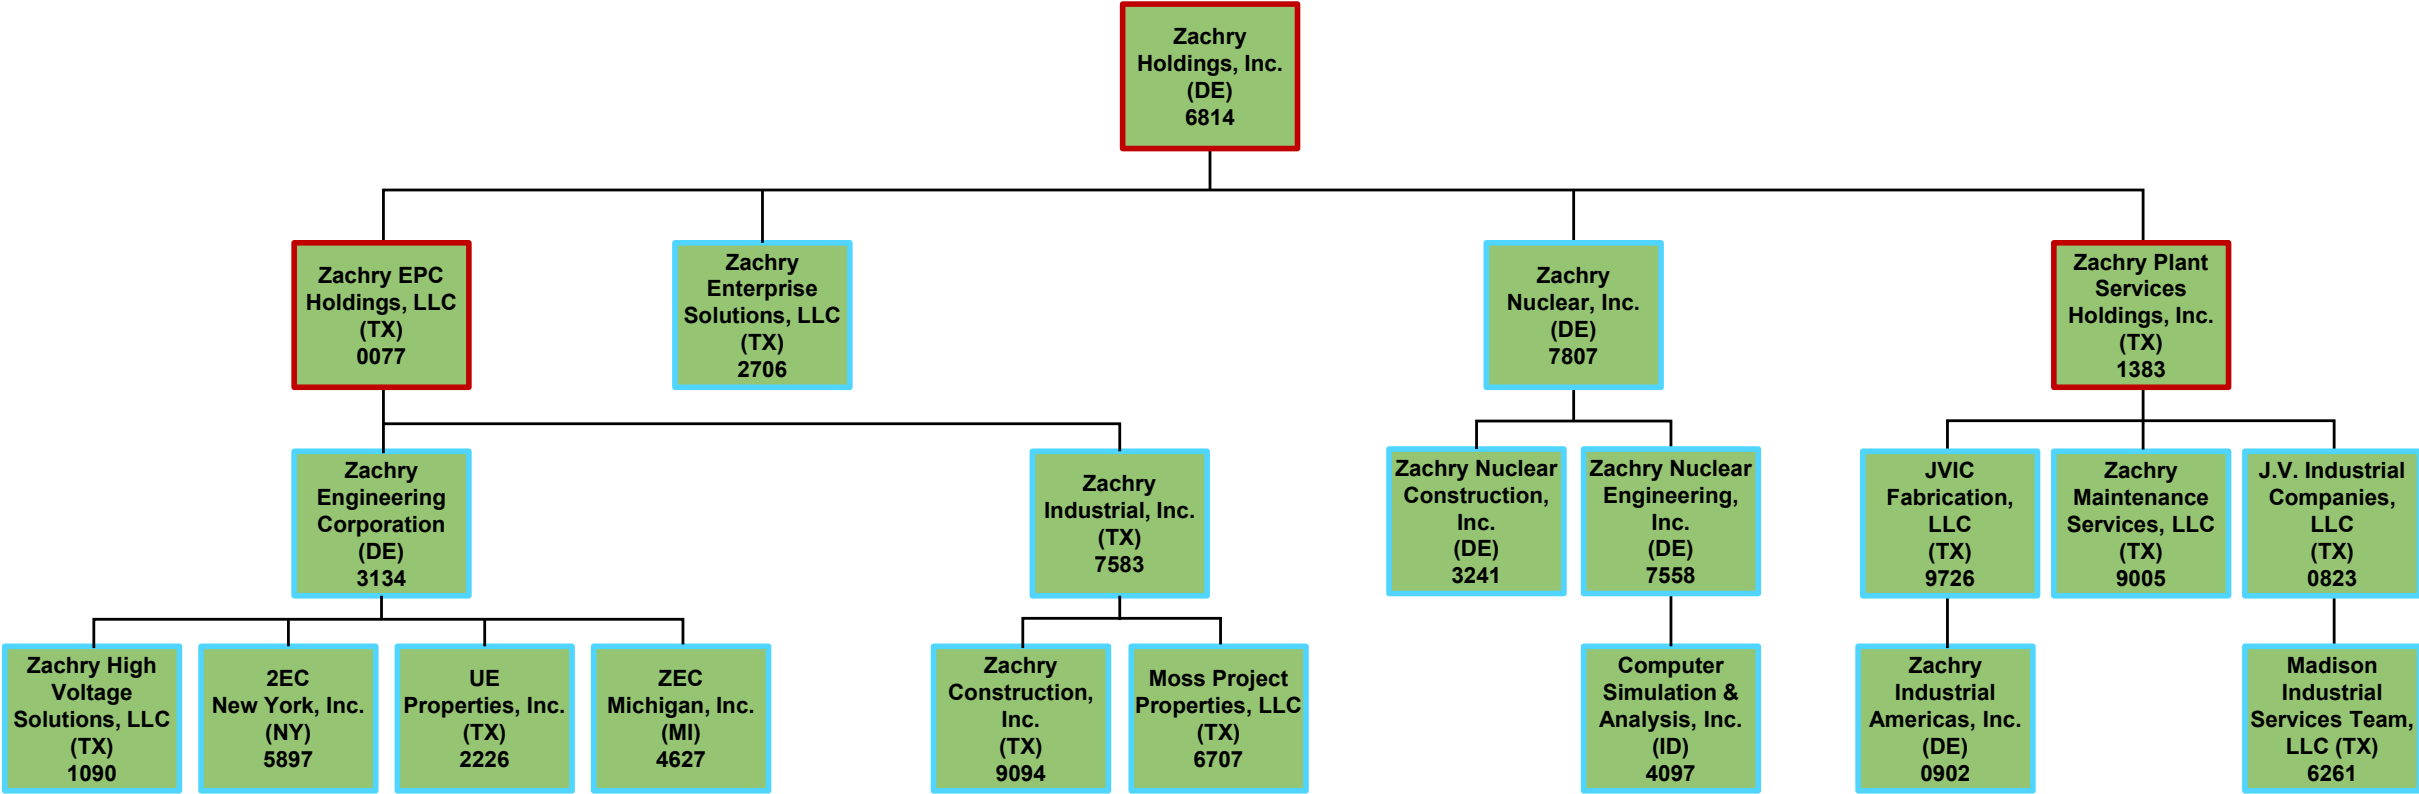 Zachry
Holdings, Inc.
(DE)
6814
Zachry EPC
Holdings, LLC
(TX)
0077
Zachry
Enterprise
Solutions, LLC
(TX)
2706
Zachry
Nuclear, Inc.
(DE)
7807
Zachry Plant
Services
Holdings, Inc.
(TX)
1383
Zachry
Engineering
Corporation
(DE)
3134
Zachry
Industrial, Inc.
(TX)
7583
Zachry Nuclear
Construction,
Inc.
(DE)
3241
Zachry Nuclear
Engineering,
Inc.
(DE)
7558
JVIC
Fabrication,
LLC
(TX)
9726
Zachry
Maintenance
Services, LLC
(TX)
9005
J.V. Industrial
Companies,
LLC
(TX)
0823
Zachry High
Voltage
Solutions, LLC
(TX)
1090
2EC
New York, Inc.
(NY)
5897
UE
Properties, Inc.
(TX)
2226
ZEC
Michigan, Inc.
(MI)
4627
Zachry
Construction,
Inc.
(TX)
9094
Moss Project
Properties, LLC
(TX)
6707
Computer
Simulation &
Analysis, Inc.
(ID)
4097
Zachry
Industrial
Americas, Inc.
(DE)
0902
Madison
Industrial
Services Team,
LLC (TX)
6261